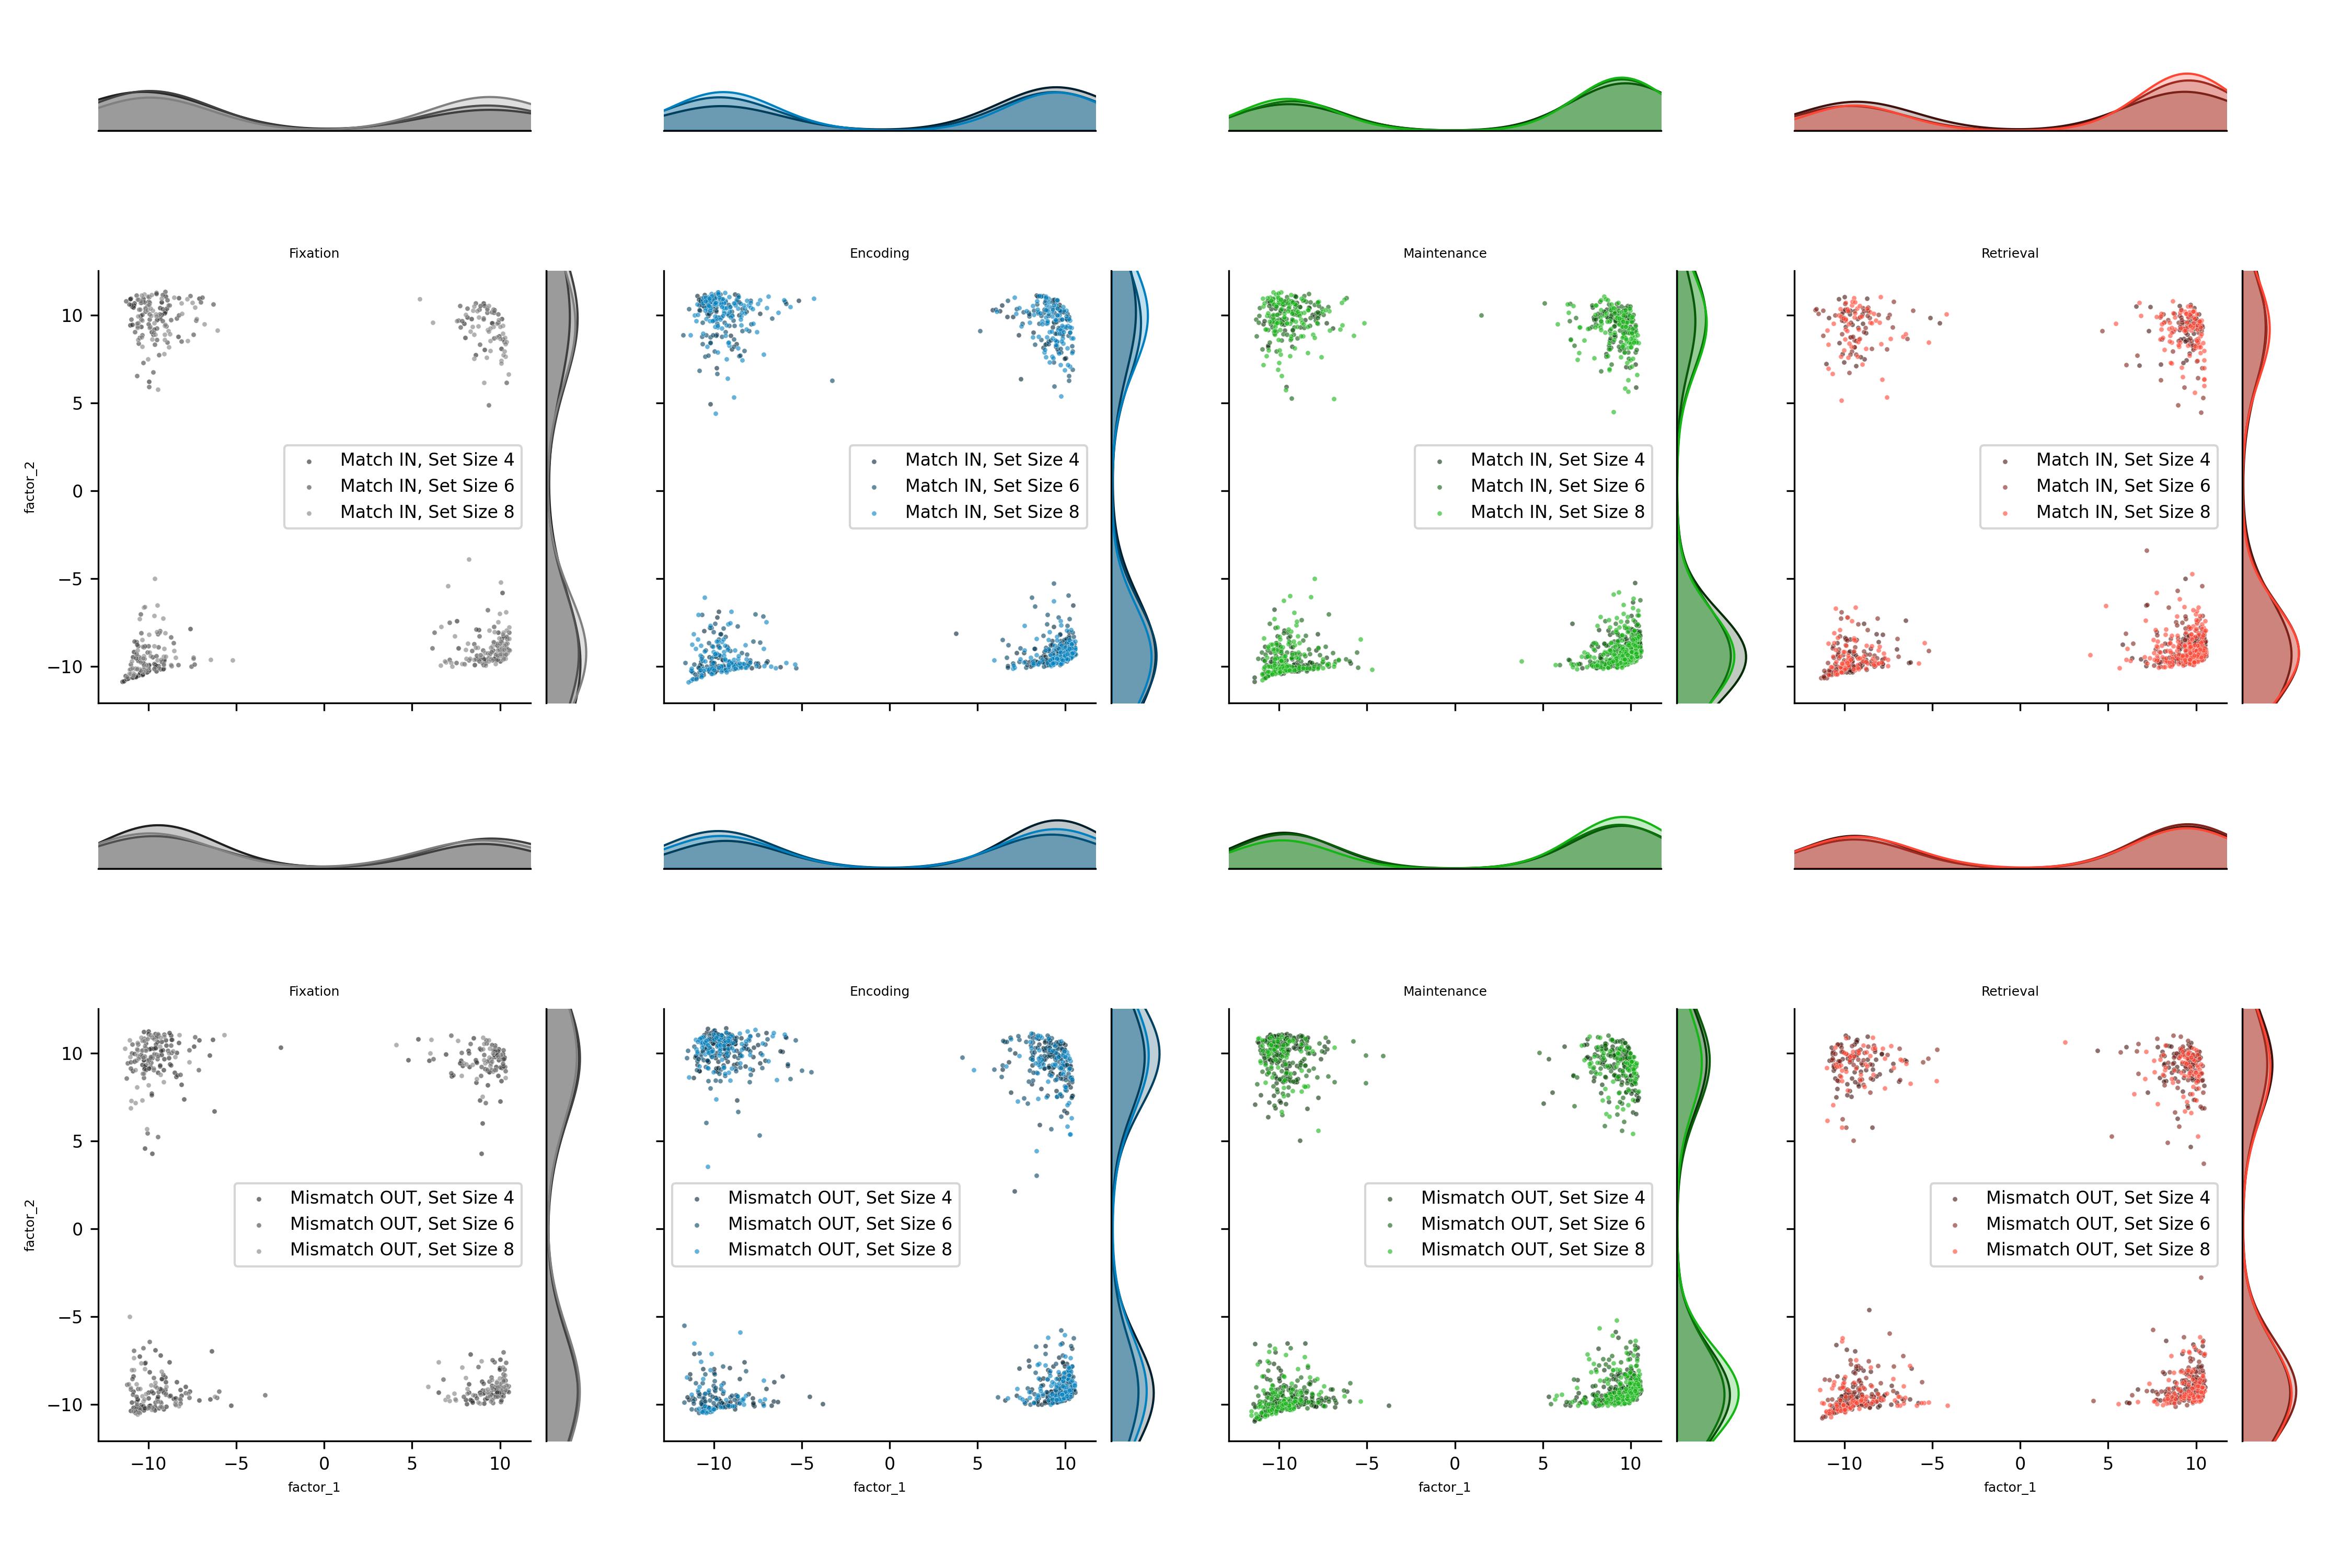 Fixation
Encoding
Maintenance
Retrieval
10
5
0
−5
−10
factor_2
Match IN, Set Size 4
Match IN, Set Size 6
Match IN, Set Size 8
Match IN, Set Size 4
Match IN, Set Size 6
Match IN, Set Size 8
Match IN, Set Size 4
Match IN, Set Size 6
Match IN, Set Size 8
Match IN, Set Size 4
Match IN, Set Size 6
Match IN, Set Size 8
Fixation
Encoding
Maintenance
Retrieval
10
5
0
−5
−10
factor_2
Mismatch OUT, Set Size 4
Mismatch OUT, Set Size 6
Mismatch OUT, Set Size 8
Mismatch OUT, Set Size 4
Mismatch OUT, Set Size 6
Mismatch OUT, Set Size 8
Mismatch OUT, Set Size 4
Mismatch OUT, Set Size 6
Mismatch OUT, Set Size 8
Mismatch OUT, Set Size 4
Mismatch OUT, Set Size 6
Mismatch OUT, Set Size 8
−10 −5 0 5 10
−10 −5 0 5 10
−10 −5 0 5 10
−10 −5 0 5 10
factor_1
factor_1
factor_1
factor_1